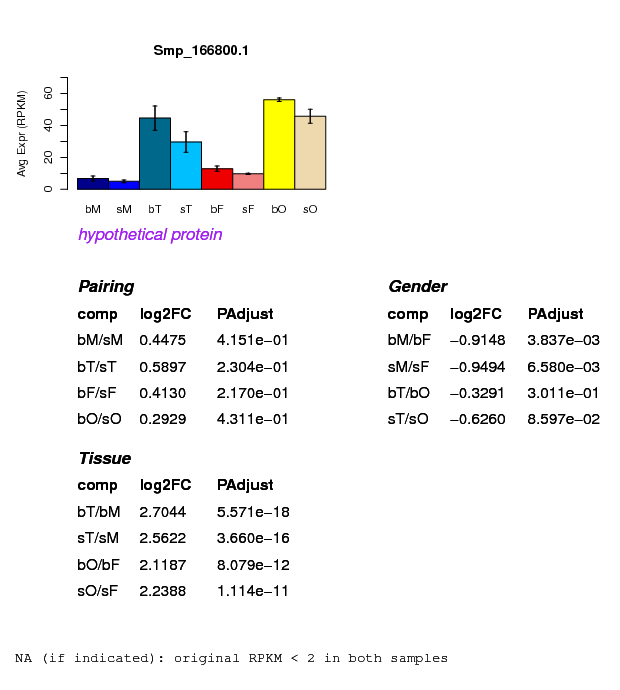 Smp_166800.1
Avg Expr (RPKM)
0 20 40 60
bM sM bT sT bF sF bO sO
hypothetical protein
Pairing
comp log2FC PAdjust
bM/sM 0.4475 4.151e−01
bT/sT 0.5897 2.304e−01
bF/sF 0.4130 2.170e−01
bO/sO 0.2929 4.311e−01
Gender
comp log2FC PAdjust
bM/bF −0.9148 3.837e−03
sM/sF −0.9494 6.580e−03
bT/bO −0.3291 3.011e−01
sT/sO −0.6260 8.597e−02
Tissue
comp log2FC PAdjust
bT/bM 2.7044 5.571e−18
sT/sM 2.5622 3.660e−16
bO/bF 2.1187 8.079e−12
sO/sF 2.2388 1.114e−11
NA (if indicated): original RPKM < 2 in both samples